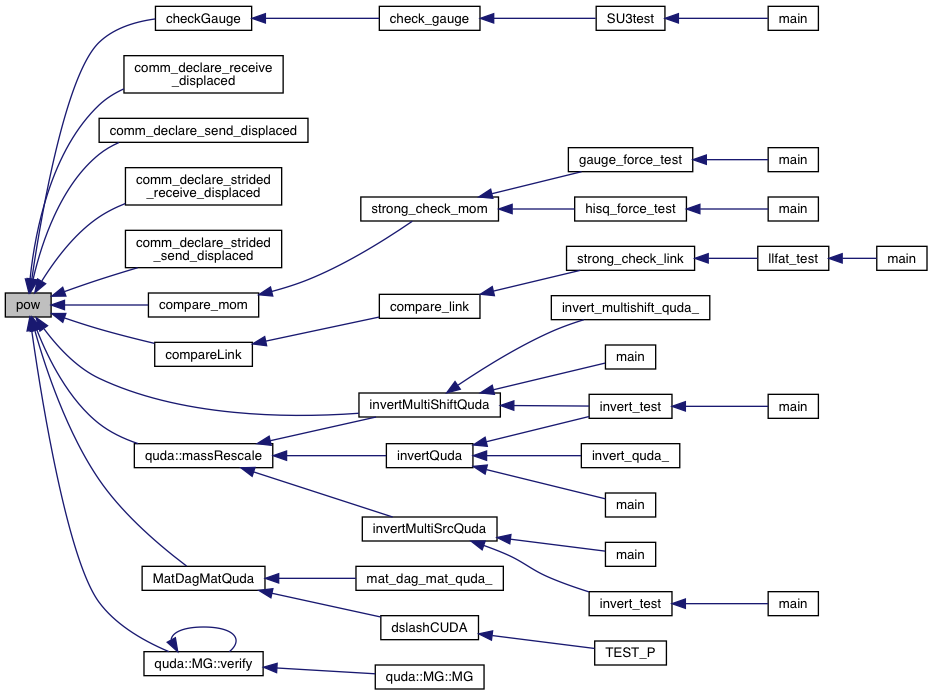 checkGauge
check_gauge
SU3test
main
comm_declare_receive
_displaced
comm_declare_send_displaced
gauge_force_test
main
comm_declare_strided
_receive_displaced
strong_check_mom
hisq_force_test
main
comm_declare_strided
_send_displaced
strong_check_link
llfat_test
main
pow
compare_mom
compare_link
invert_multishift_quda_
compareLink
main
invertMultiShiftQuda
invert_test
main
quda::massRescale
invertQuda
invert_quda_
main
invertMultiSrcQuda
main
MatDagMatQuda
mat_dag_mat_quda_
invert_test
main
dslashCUDA
TEST_P
quda::MG::verify
quda::MG::MG